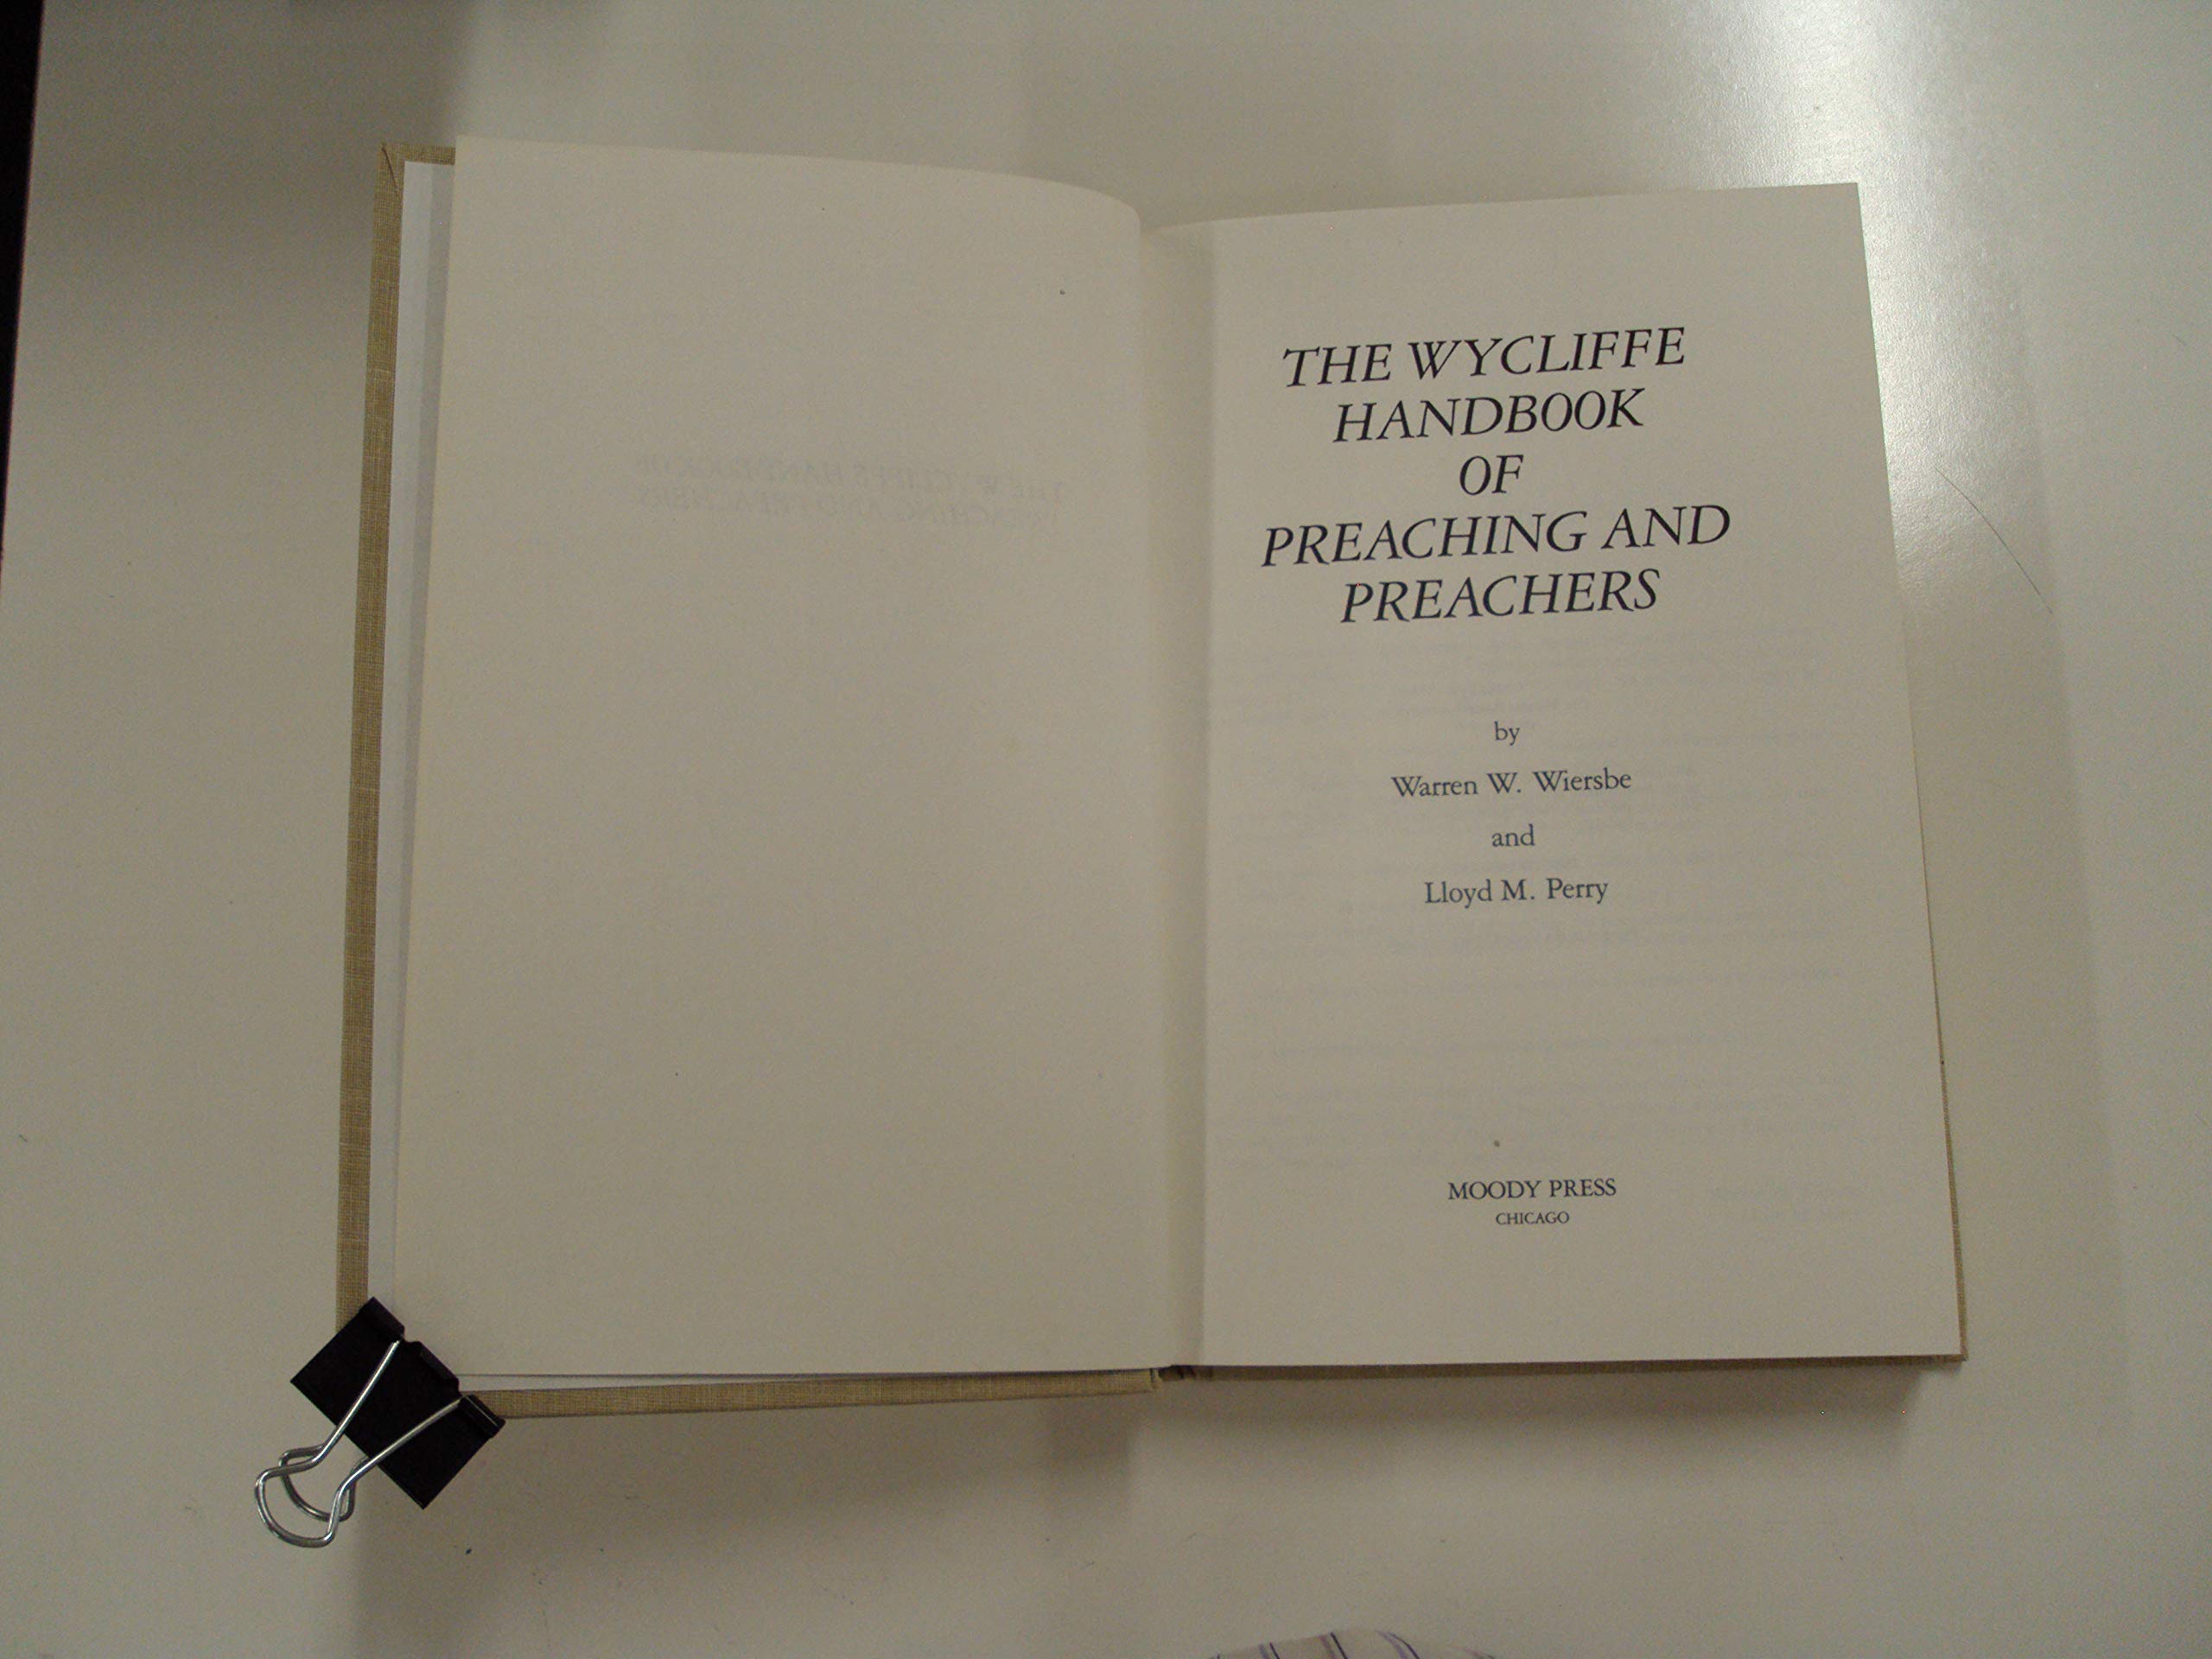 THE WYCLIFFE
HANDBOOK
OF
PREACHING AND
PREACHERS
by
Warren W. Wiersbe
and
Lloyd M. Perry
MOODY PRESS
CHICAGO